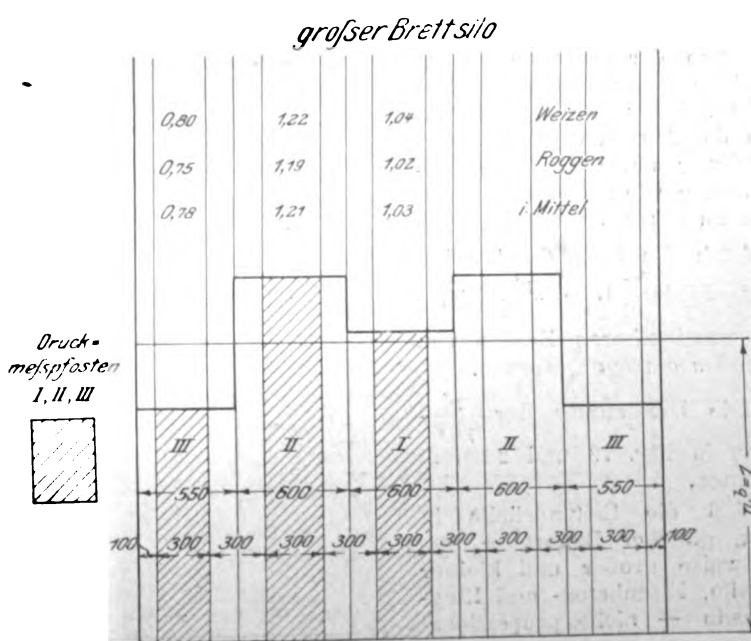 großer Brettsilo
0,80 1,22 1,04 Weizen
0,75 1,19 1,02 Roggen
0,78 1,21 1,03 i. Mittel
Druck=
meſspfosten
I, II, III
III II I II III
550 600 600 600 550
100 300 300 300 300 300 300 300 300 300 100